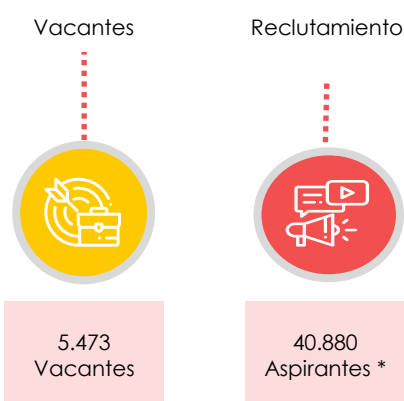 Vacantes
Reclutamiento
5.473
Vacantes
40.880
Aspirantes *